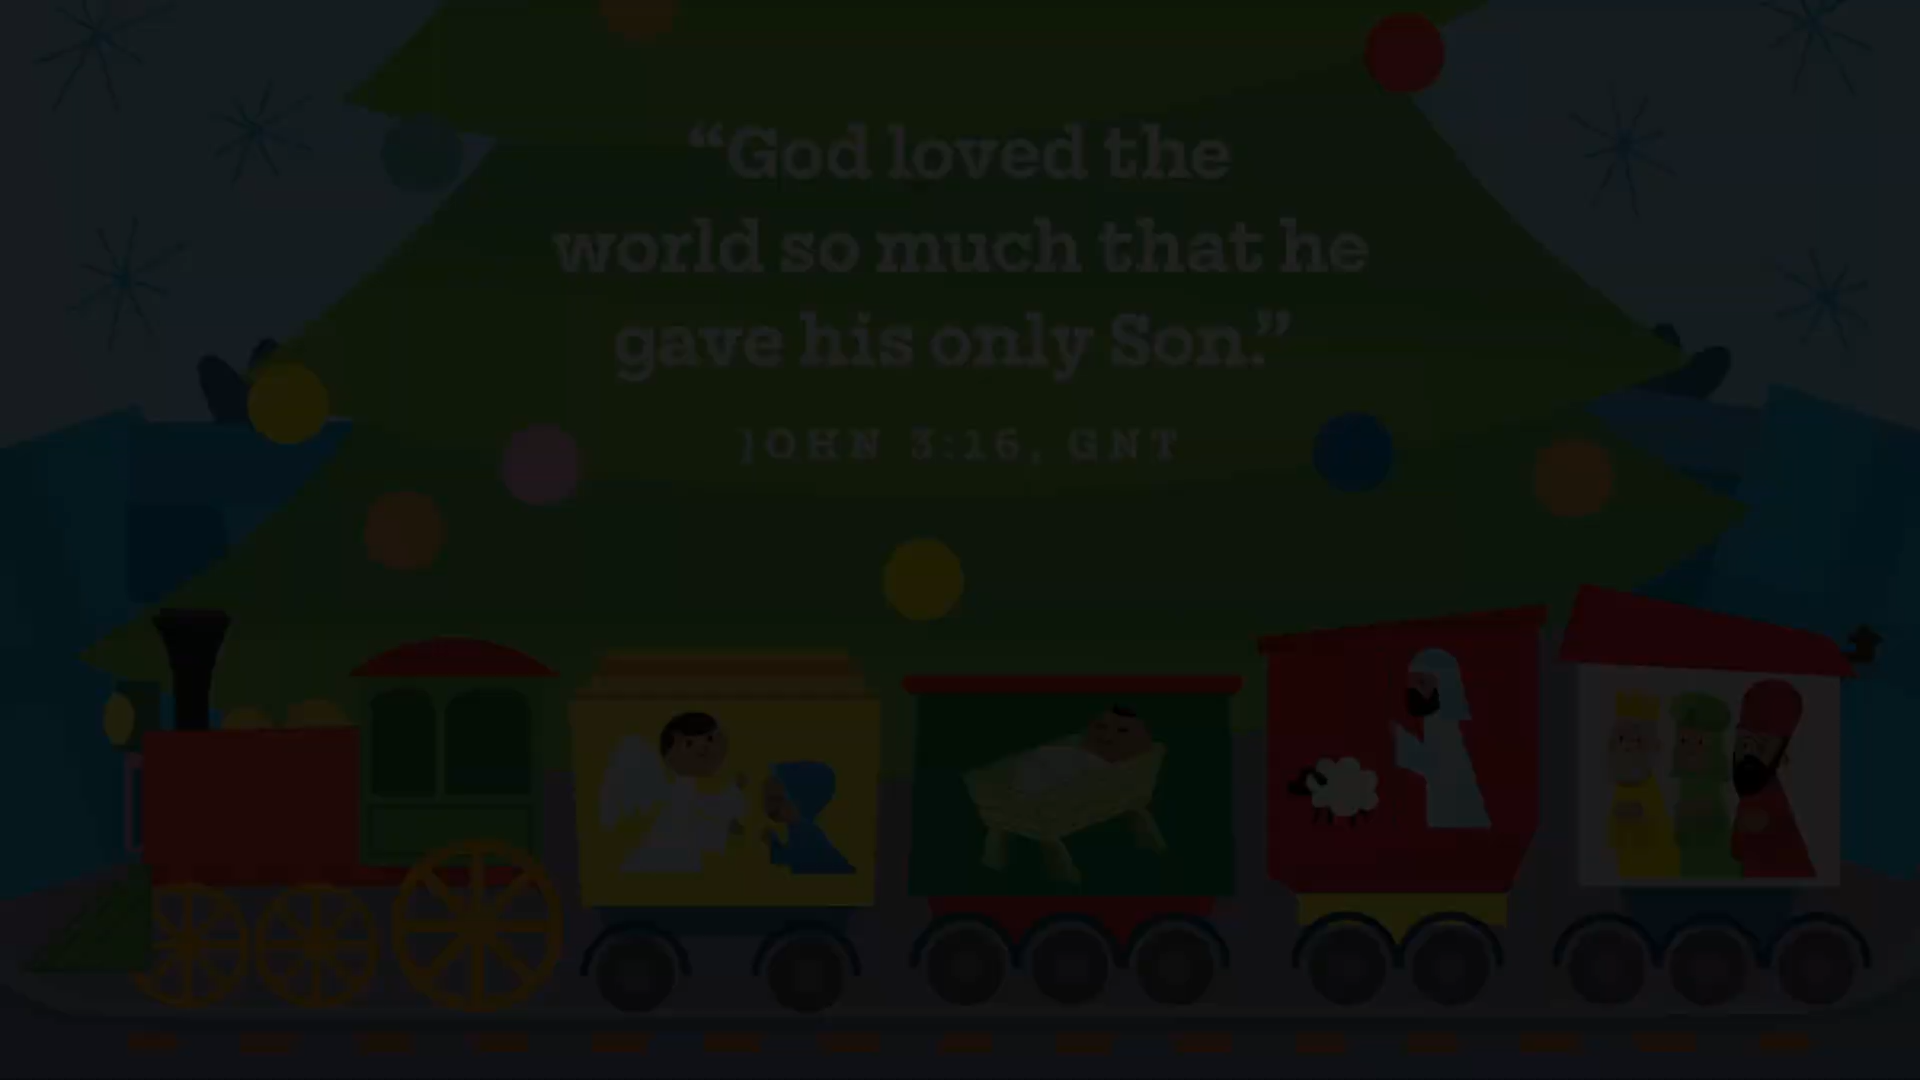 “God loved the
world so much that he
gave his only Son.”
JOHN 3:16, GNT